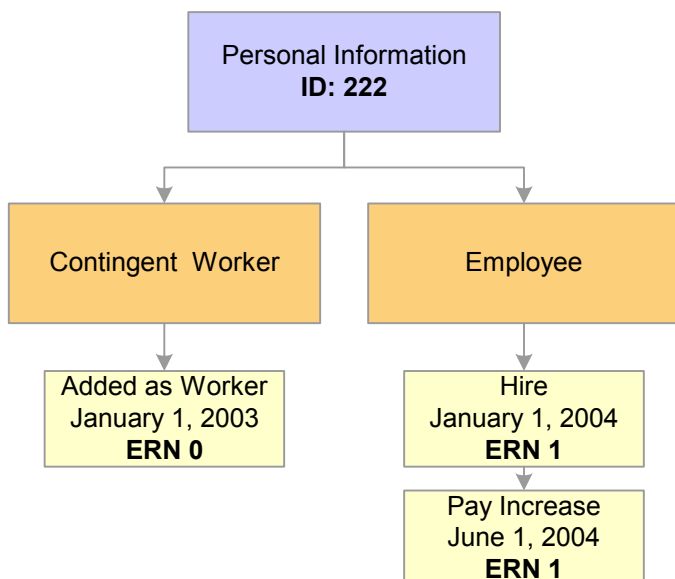 Personal Information
ID: 222
Contingent Worker
Employee
Added as Worker
January 1, 2003
ERN 0
Hire
January 1, 2004
ERN 1
Pay Increase
June 1, 2004
ERN 1